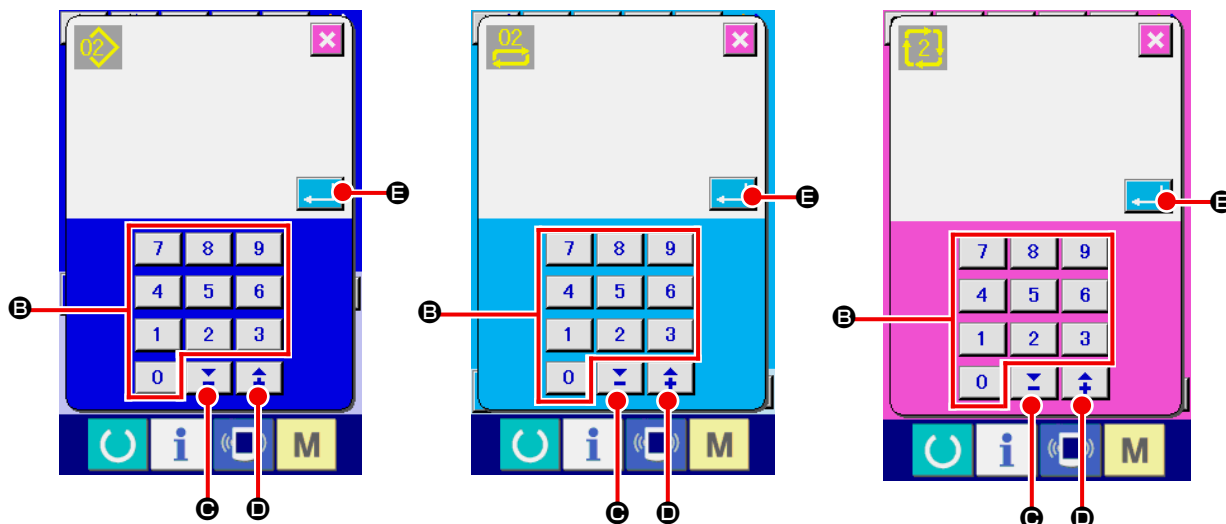 02 02 2
E E E
7 8 9 7 8 9 7 8 9
B 4 5 6 B 4 5 6 B 4 5 6
1 2 3 1 2 3 1 2 3
0 0 0
i M i M i M
C D C D C D